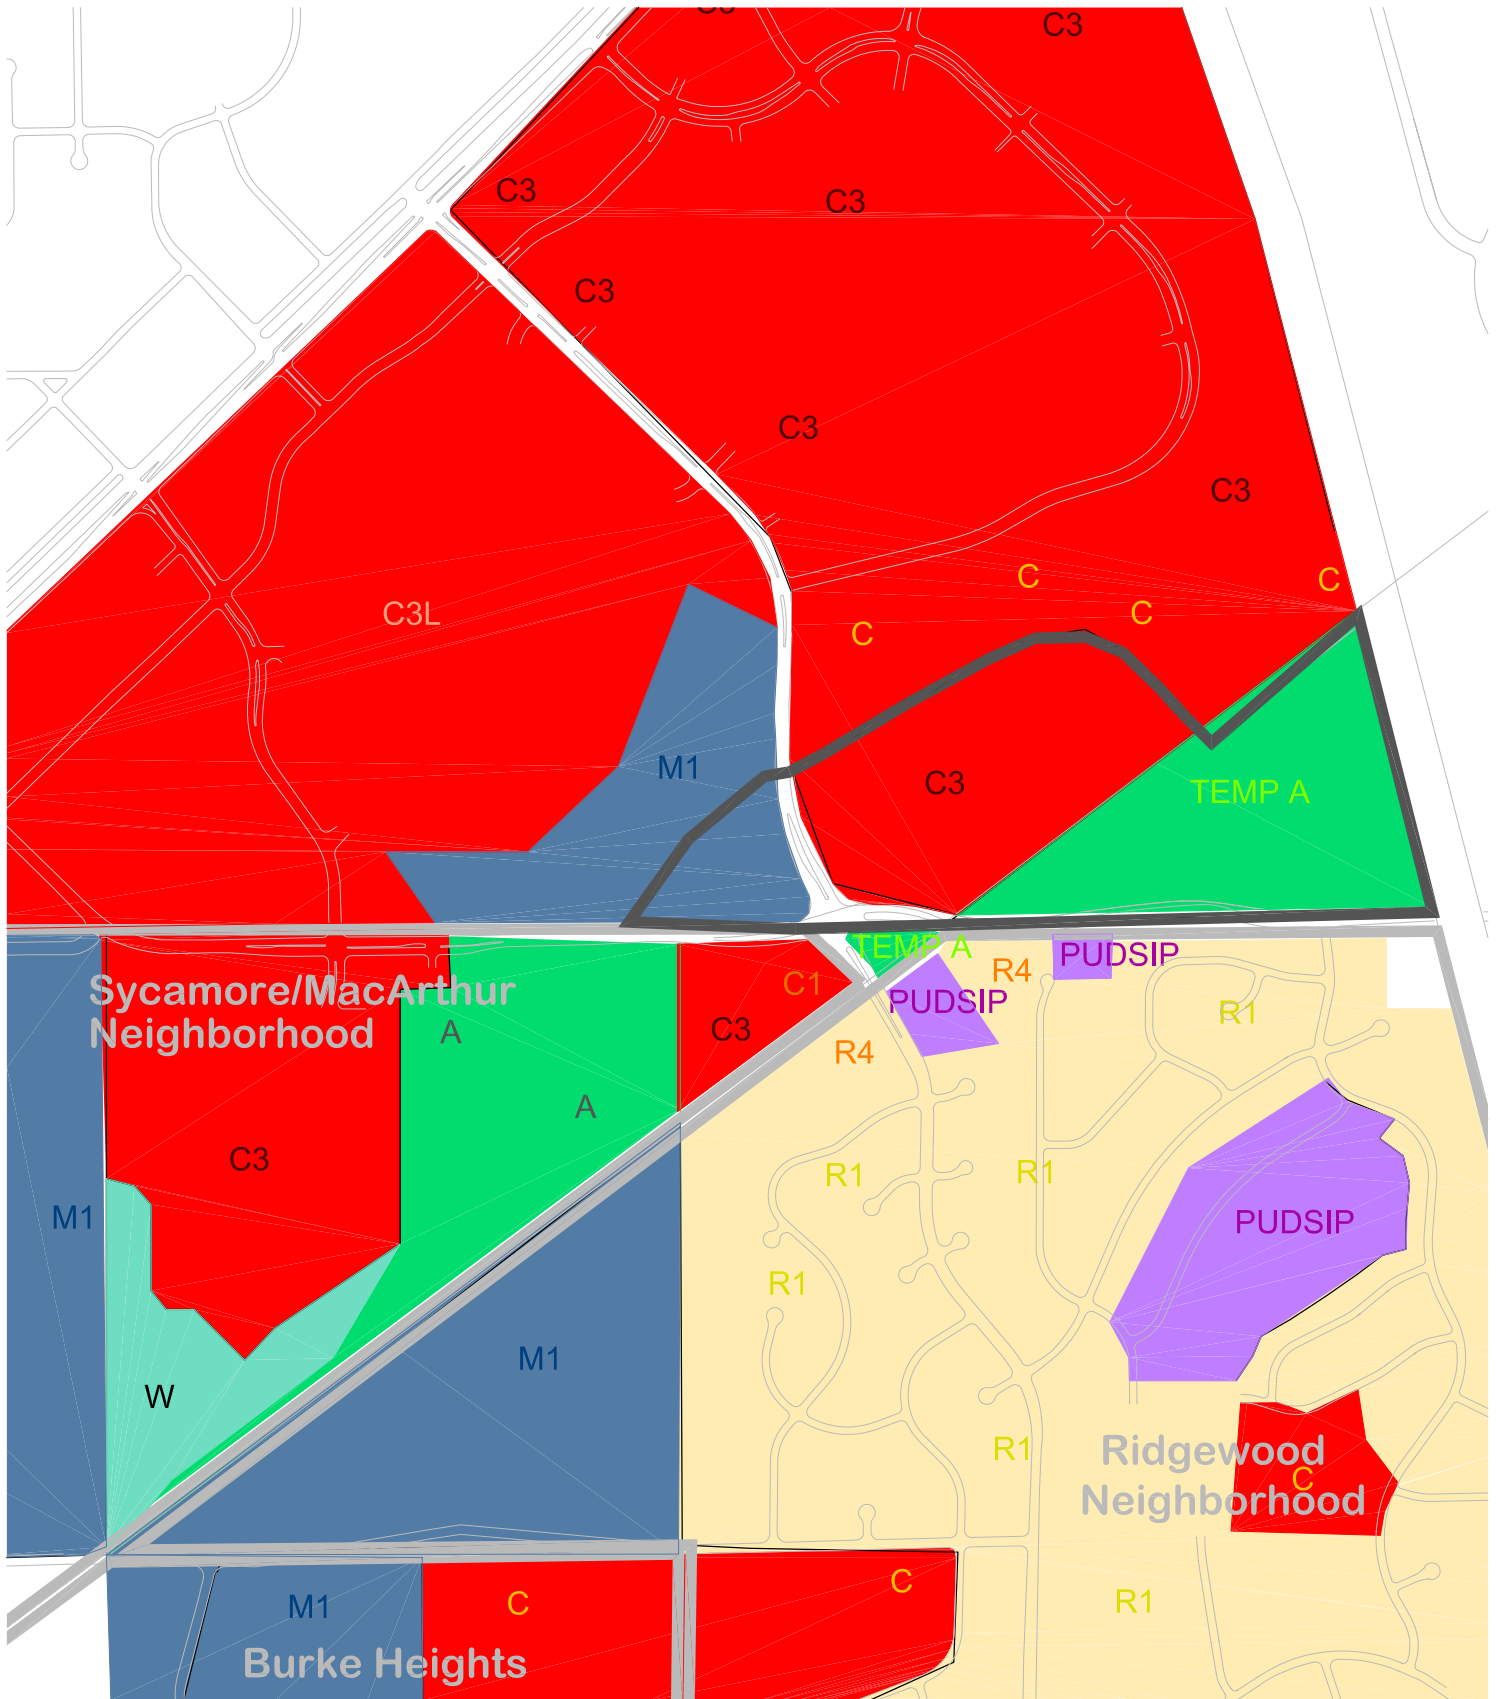 C3
C3
C3
C3
C3
C3
C3
C
C
C
C
C3L
M1
C3
TEMP A
TEMP A
PUDSIP
R4
C1
PUDSIP
R1
Sycamore/MacArthur
Neighborhood
A
C3
R4
A
C3
R1
R1
M1
PUDSIP
R1
M1
W
R1
Ridgewood
Neighborhood
C
M1
C
C
R1
Burke Heights